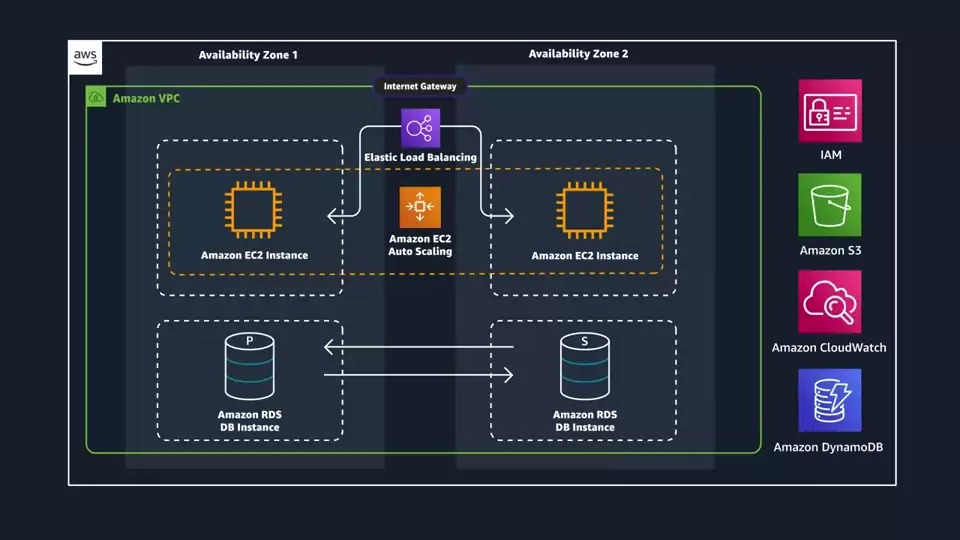 aws
Availability Zone 1
Availability Zone 2
Internet Gateway
Amazon VPC
Elastic Load Balancing
Amazon EC2
Auto Scaling
Amazon EC2 Instance
Amazon EC2 Instance
P
Amazon RDS
DB Instance
S
Amazon RDS
DB Instance
IAM
Amazon S3
Amazon CloudWatch
Amazon DynamoDB